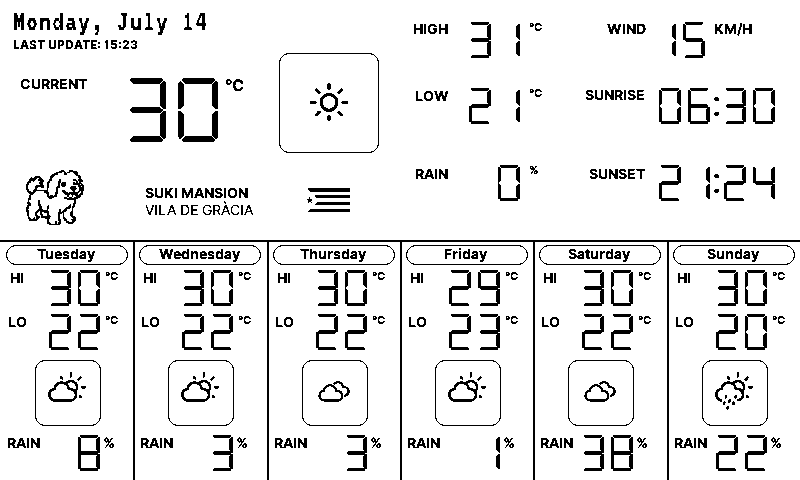 Monday, July 14
LAST UPDATE: 15:23
CURRENT 30 °C
SUKI MANSION
VILA DE GRÀCIA
HIGH 31 °C
LOW 21 °C
RAIN 0 %
WIND 15 KM/H
SUNRISE 06:30
SUNSET 21:24
Tuesday
HI 30 °C
LO 22 °C
RAIN 8 %
Wednesday
HI 30 °C
LO 22 °C
RAIN 3 %
Thursday
HI 30 °C
LO 22 °C
RAIN 3 %
Friday
HI 29 °C
LO 23 °C
RAIN 1 %
Saturday
HI 30 °C
LO 22 °C
RAIN 38 %
Sunday
HI 30 °C
LO 20 °C
RAIN 22 %